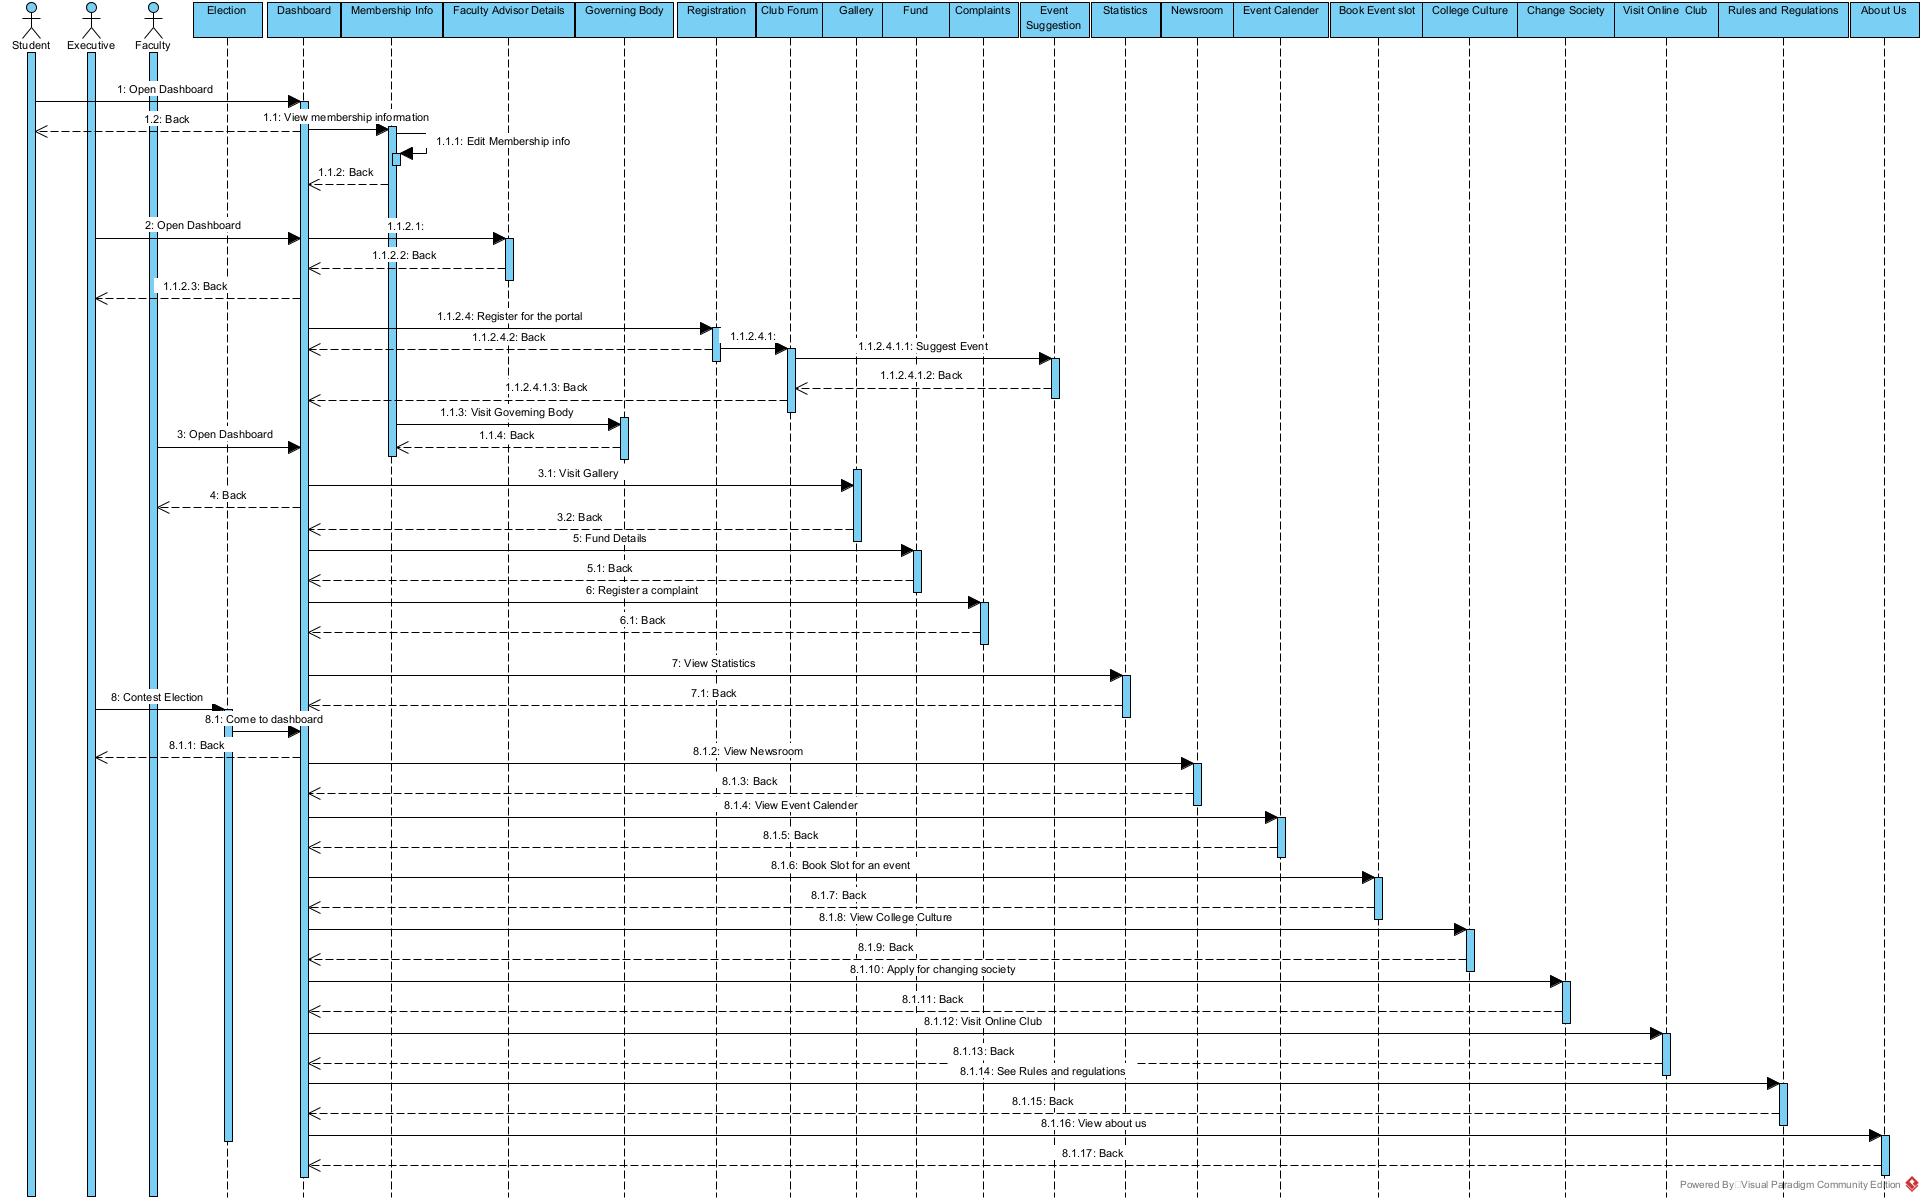 Student
Executive
Faculty
Election
Dashboard
Membership Info
Faculty Advisor Details
Governing Body
Registration
Club Forum
Gallery
Fund
Complaints
Event
Suggestion
Statistics
Newsroom
Event Calender
Book Event slot
College Culture
Change Society
Visit Online Club
Rules and Regulations
About Us
1: Open Dashboard
1.2: Back
1.1: View membership information
1.1.1: Edit Membership info
1.1.2: Back
2: Open Dashboard
1.1.2.1:
1.1.2.2: Back
1.1.2.3: Back
1.1.2.4: Register for the portal
1.1.2.4.2: Back
1.1.2.4.1:
1.1.2.4.1.1: Suggest Event
1.1.2.4.1.2: Back
1.1.2.4.1.3: Back
1.1.3: Visit Governing Body
3: Open Dashboard
1.1.4: Back
3.1: Visit Gallery
4: Back
3.2: Back
5: Fund Details
5.1: Back
6: Register a complaint
6.1: Back
7: View Statistics
7.1: Back
8: Contest Election
8.1: Come to dashboard
8.1.1: Back
8.1.2: View Newsroom
8.1.3: Back
8.1.4: View Event Calender
8.1.5: Back
8.1.6: Book Slot for an event
8.1.7: Back
8.1.8: View College Culture
8.1.9: Back
8.1.10: Apply for changing society
8.1.11: Back
8.1.12: Visit Online Club
8.1.13: Back
8.1.14: See Rules and regulations
8.1.15: Back
8.1.16: View about us
8.1.17: Back
Powered By Visual Paradigm Community Edition